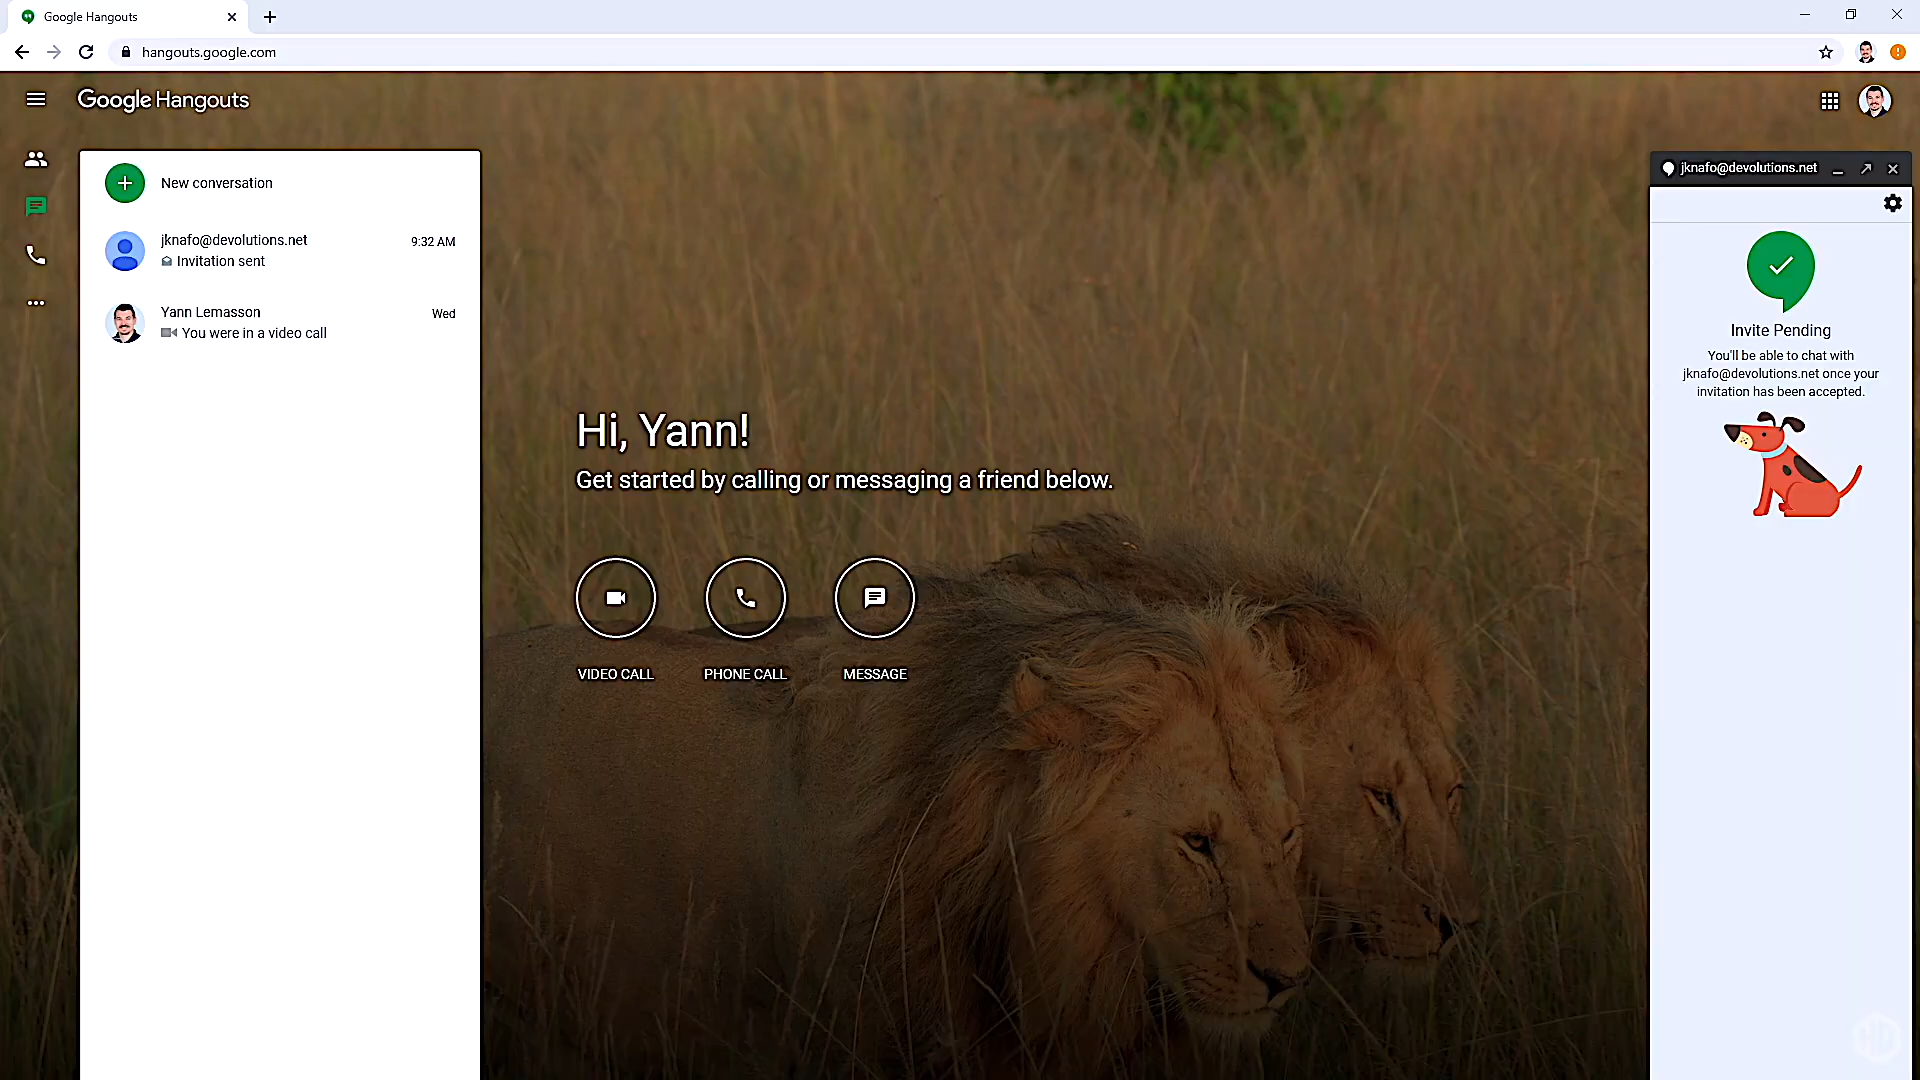 Google Hangouts
hangouts.google.com
Google Hangouts
New conversation
jknafo@devolutions.net 9:32 AM
Invitation sent
Yann Lemasson Wed
You were in a video call
Hi, Yann!
Get started by calling or messaging a friend below.
VIDEO CALL PHONE CALL MESSAGE
jknafo@devolutions.net
Invite Pending
You'll be able to chat with
jknafo@devolutions.net once your
invitation has been accepted.